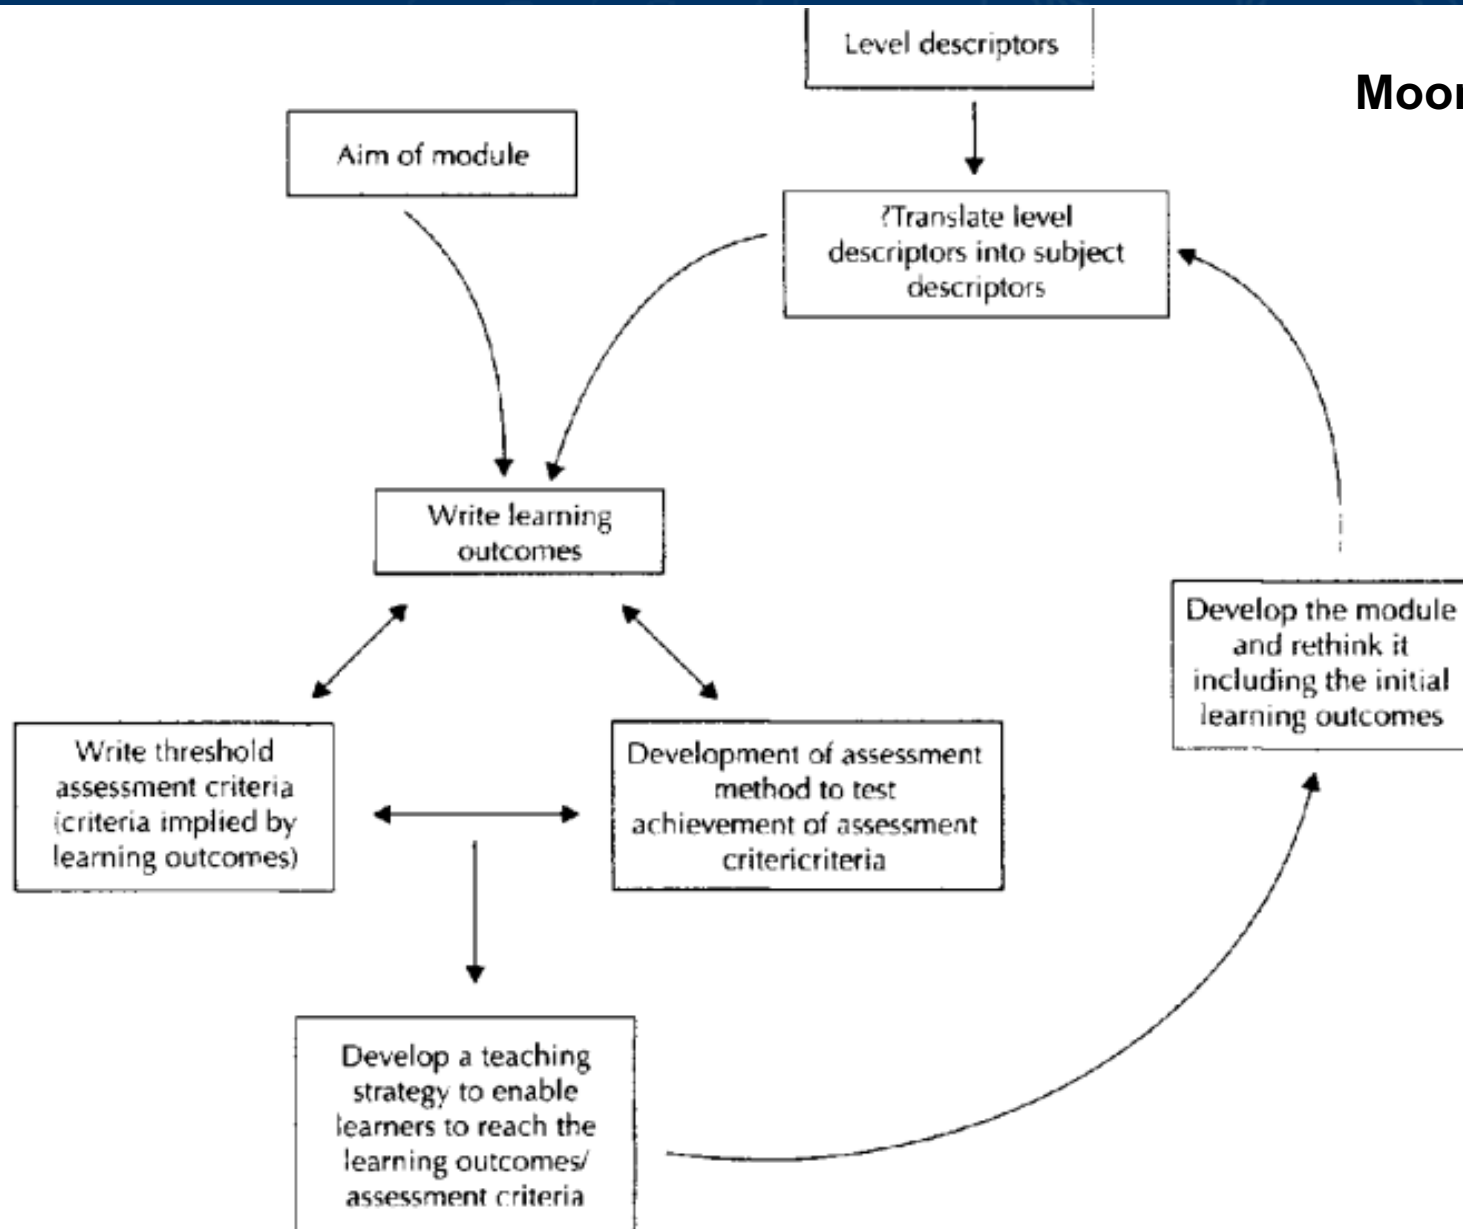 Level descriptors
Aim of module
?Translate level
descriptors into subject
descriptors
Write learning
outcomes
Develop the module
and rethink it
including the initial
learning outcomes
Write threshold
assessment criteria
(criteria implied by
learning outcomes)
Development of assessment
method to test
achievement of assessment
critericriteria
Develop a teaching
strategy to enable
learners to reach the
learning outcomes/
assessment criteria